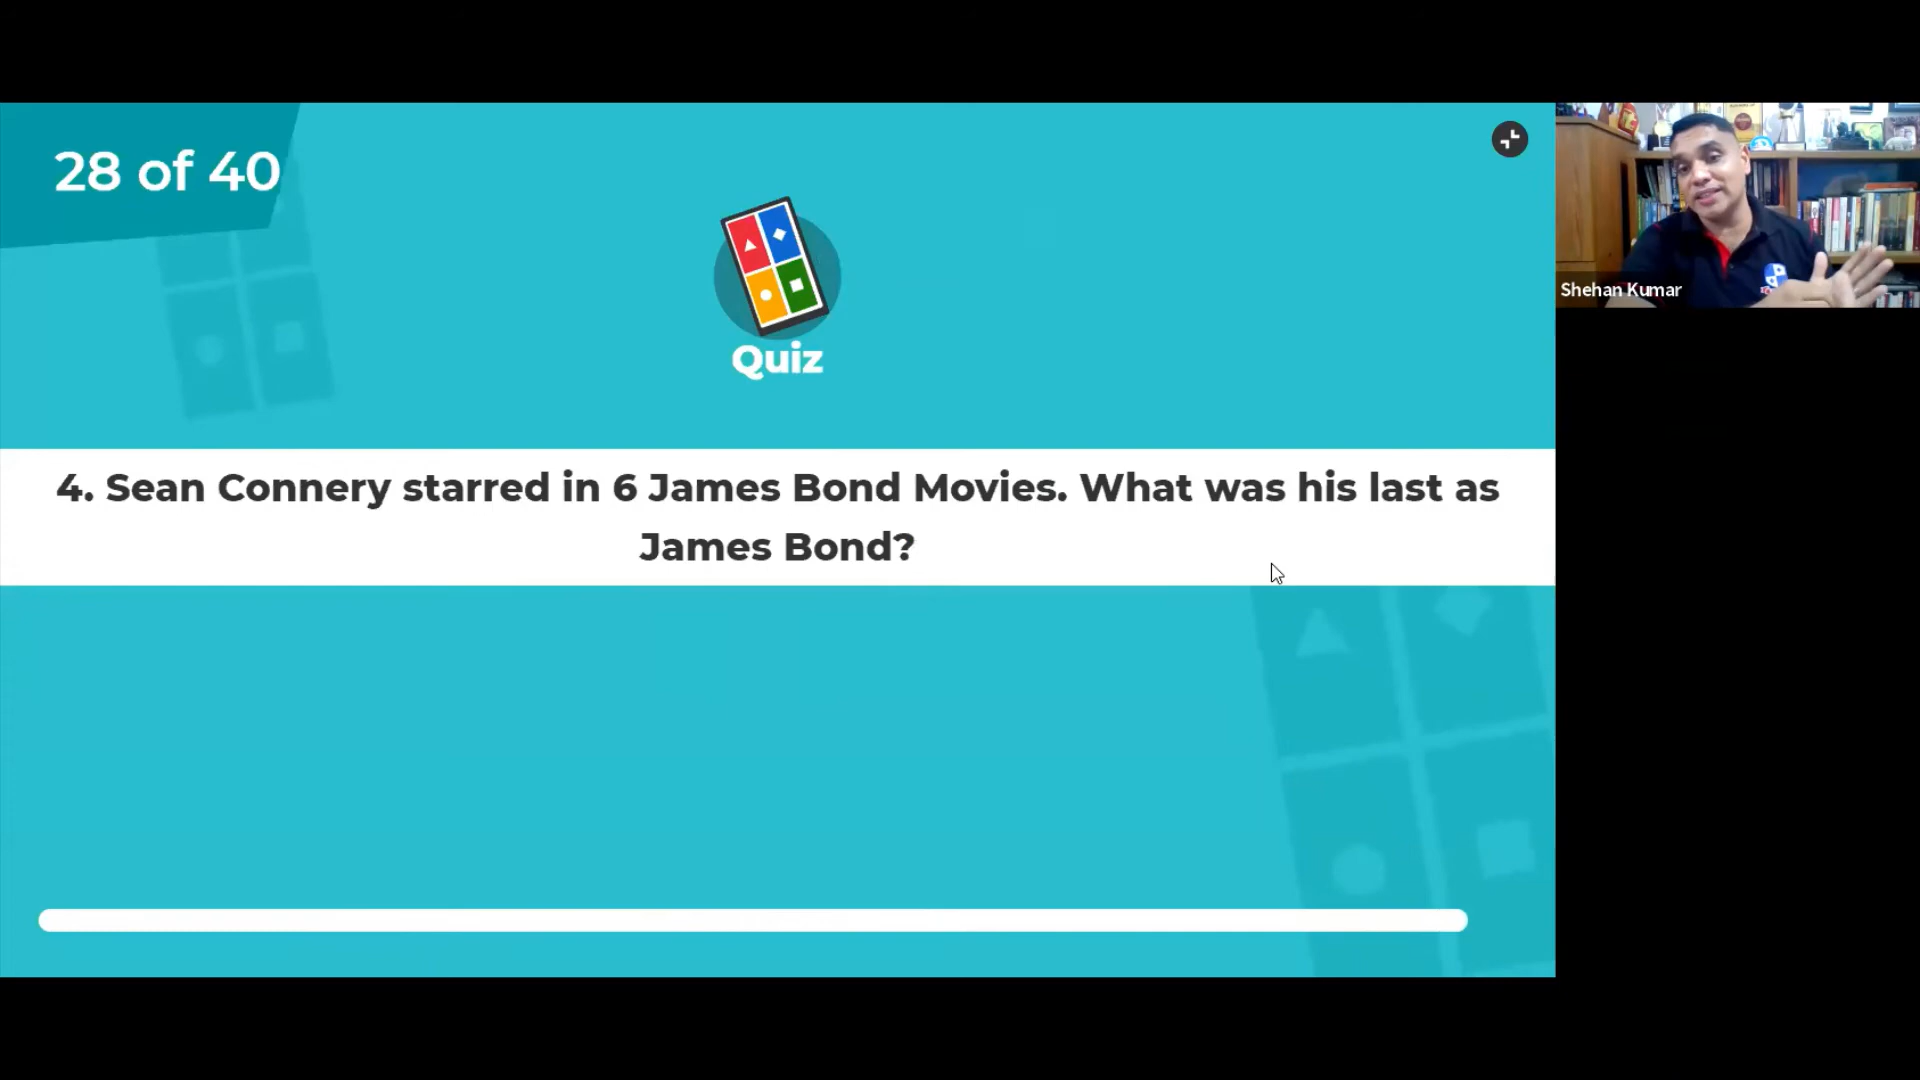 28 of 40
Quiz
4. Sean Connery starred in 6 James Bond Movies. What was his last as
James Bond?
Shehan Kumar